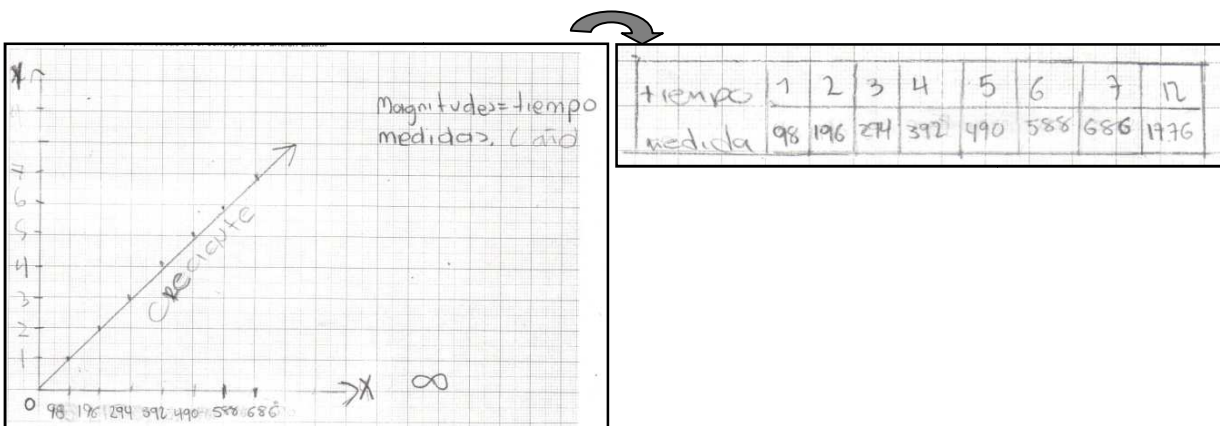 Y
Magnitudes= tiempo
medidas.
7
6
5
4
3
2
1
Creciente
X ∞
0 98 196 294 392 490 588 686
tiempo 1 2 3 4 5 6 7 12
medida 98 196 294 392 490 588 686 1176